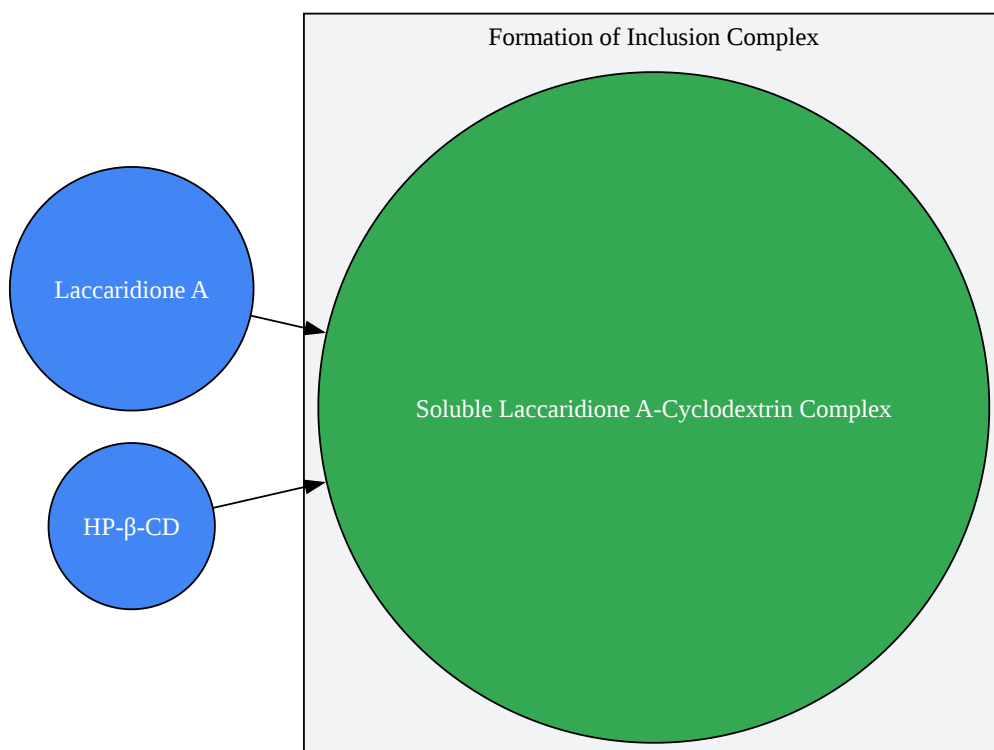 Formation of Inclusion Complex
Laccaridione A
Soluble Laccaridione A-Cyclodextrin Complex
HP-β-CD